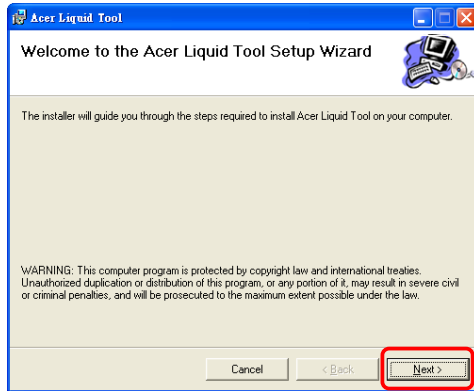 Acer Liquid Tool
Welcome to the Acer Liquid Tool Setup Wizard
The installer will guide you through the steps required to install Acer Liquid Tool on your computer.
WARNING: This computer program is protected by copyright law and international treaties.
Unauthorized duplication or distribution of this program, or any portion of it, may result in severe civil
or criminal penalties, and will be prosecuted to the maximum extent possible under the law.
Cancel
< Back
Next >